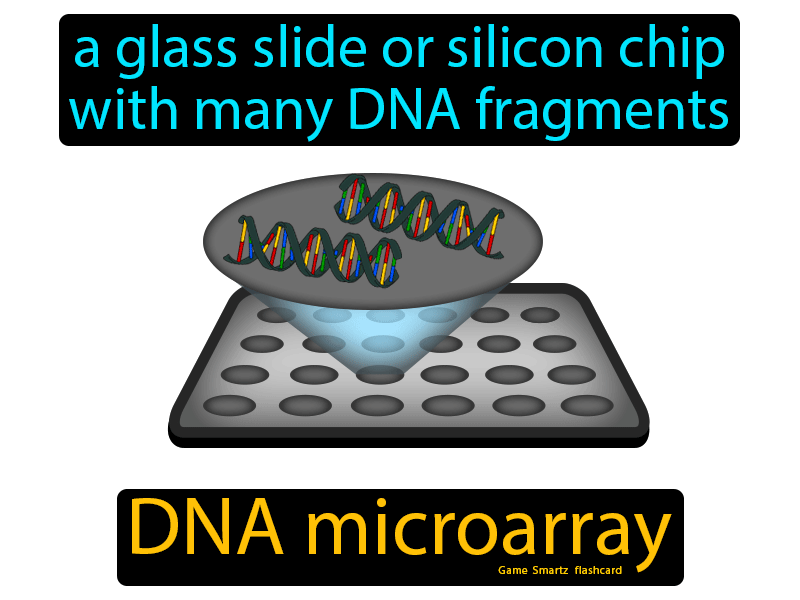 a glass slide or silicon chip
with many DNA fragments
DNA microarray
Game Smartz flashcard